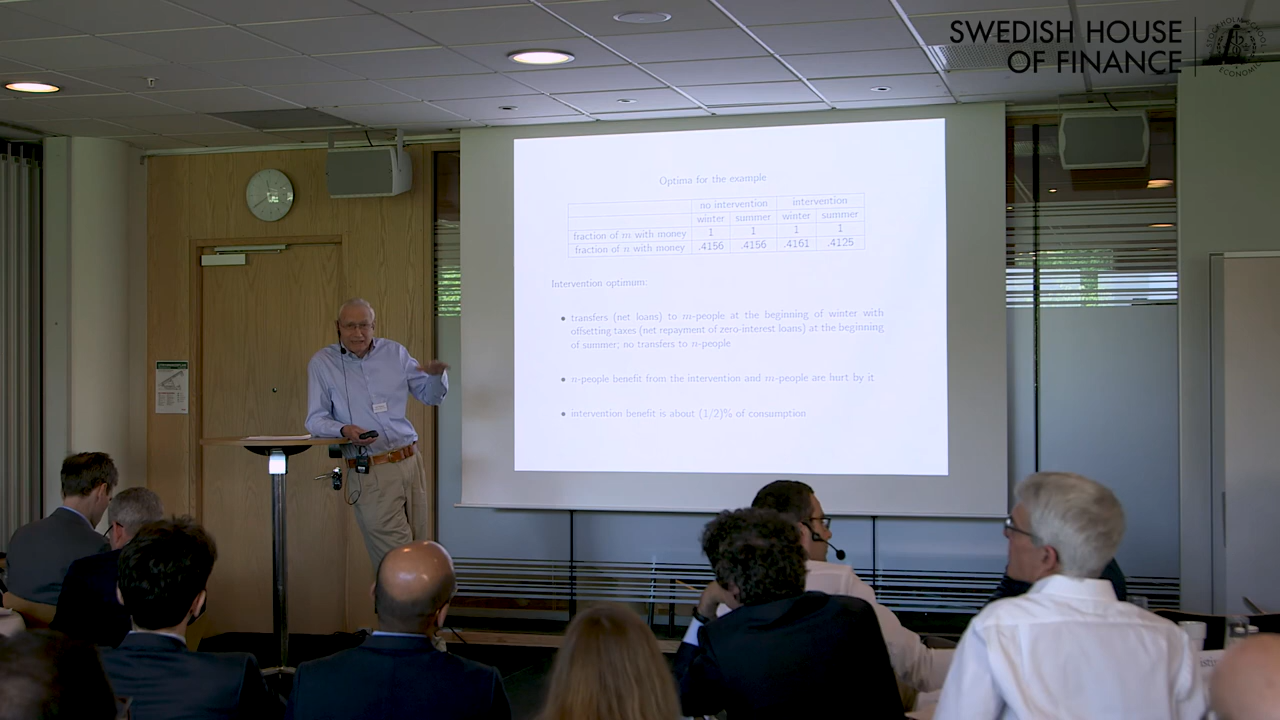 SWEDISH HOUSE
OF FINANCE
Optima for the example
no intervention intervention
winter summer winter summer
fraction of m with money 1 1 1 1
fraction of n with money .4156 .4156 .4161 .4125
Intervention optimum:
• transfers (net loans) to m-people at the beginning of winter with
offsetting taxes (net repayment of zero-interest loans) at the beginning
of summer; no transfers to n-people
• n-people benefit from the intervention and m-people are hurt by it
• intervention benefit is about (1/2)% of consumption